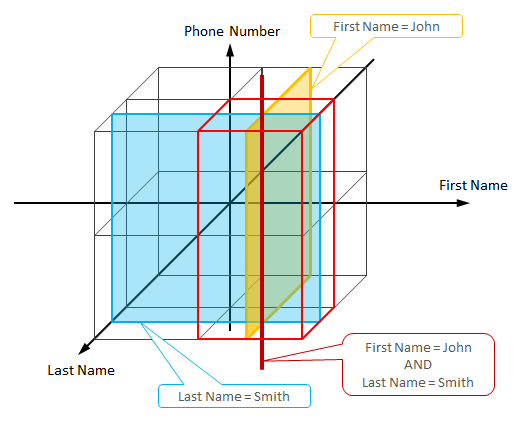 First Name = John
Phone Number
First Name
First Name = John
AND
Last Name = Smith
Last Name
Last Name = Smith